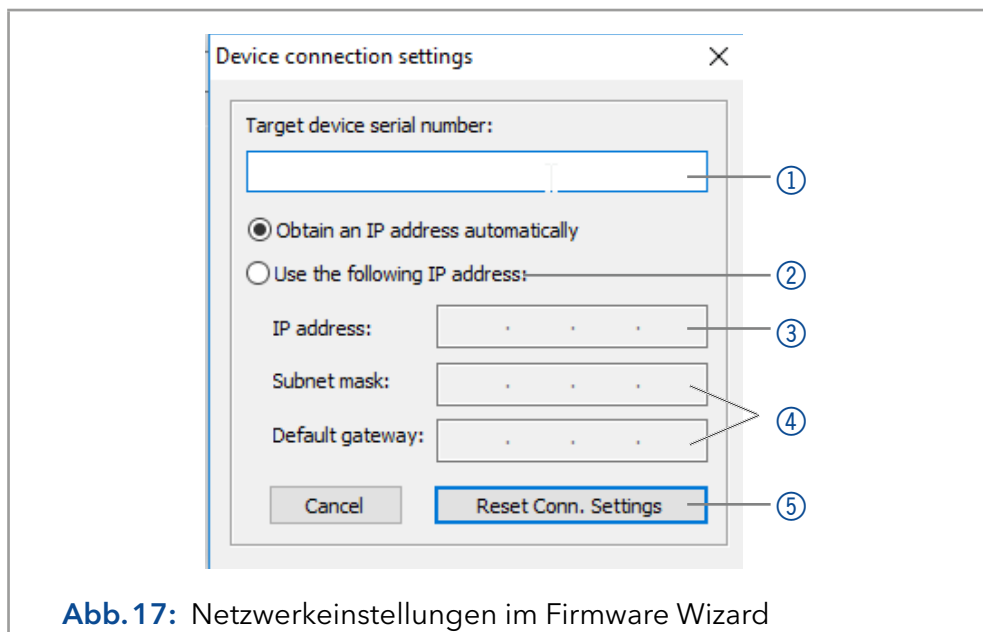 Device connection settings
Target device serial number:
①
Obtain an IP address automatically
Use the following IP address:
②
IP address: . . .
③
Subnet mask: . . .
④
Default gateway: . . .
Cancel
Reset Conn. Settings
⑤
Abb.17: Netzwerkeinstellungen im Firmware Wizard